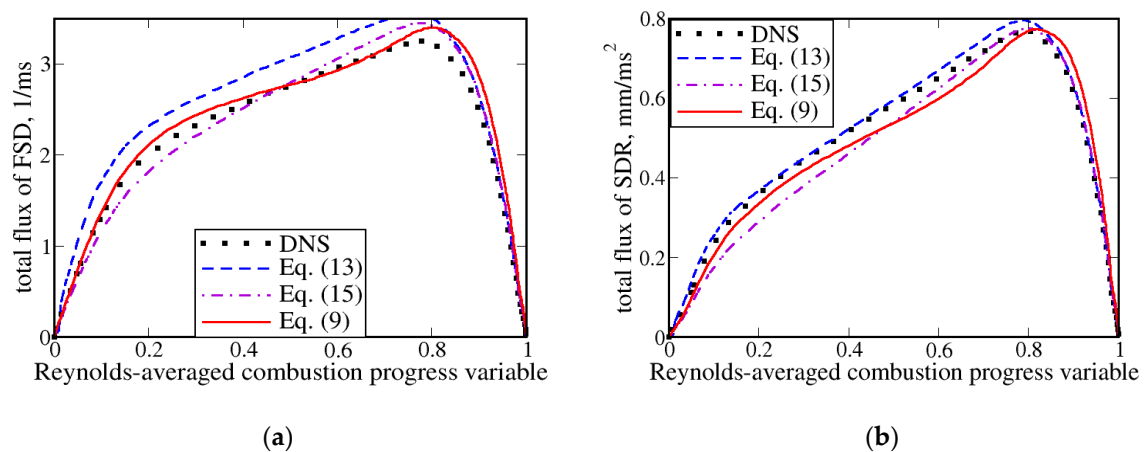 total of FSD, 1/ms
3
2
1
0
DNS
Eq. (13)
Eq. (15)
Eq. (9)
0
0.2
0.4
0.6
0.8
1
Reynolds-averaged combustion progress variable
(a)
total flux of SDR, mm/ms²
0.8
0.6
0.4
0.2
0
DNS
Eq. (13)
Eq. (15)
Eq. (9)
0
0.2
0.4
0.6
0.8
1
Reynolds-averaged combustion progress variable
(b)